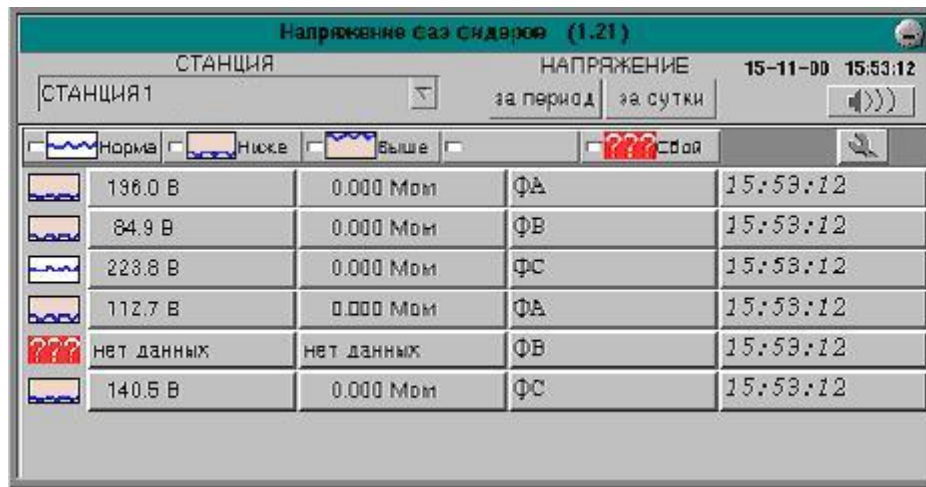 Напряжение фаз фидеров (1.21)
СТАНЦИЯ НАПРЯЖЕНИЕ 15-11-00 15:53:12
СТАНЦИЯ1 за период за сутки
Норма Ниже Выше ??? Сбой
196.0 В 0.000 Мом ФА 15:53:12
84.9 В 0.000 Мом ФВ 15:53:12
223.8 В 0.000 Мом ФС 15:53:12
112.7 В 0.000 Мом ФА 15:53:12
??? нет данных нет данных ФВ 15:53:12
140.5 В 0.000 Мом ФС 15:53:12